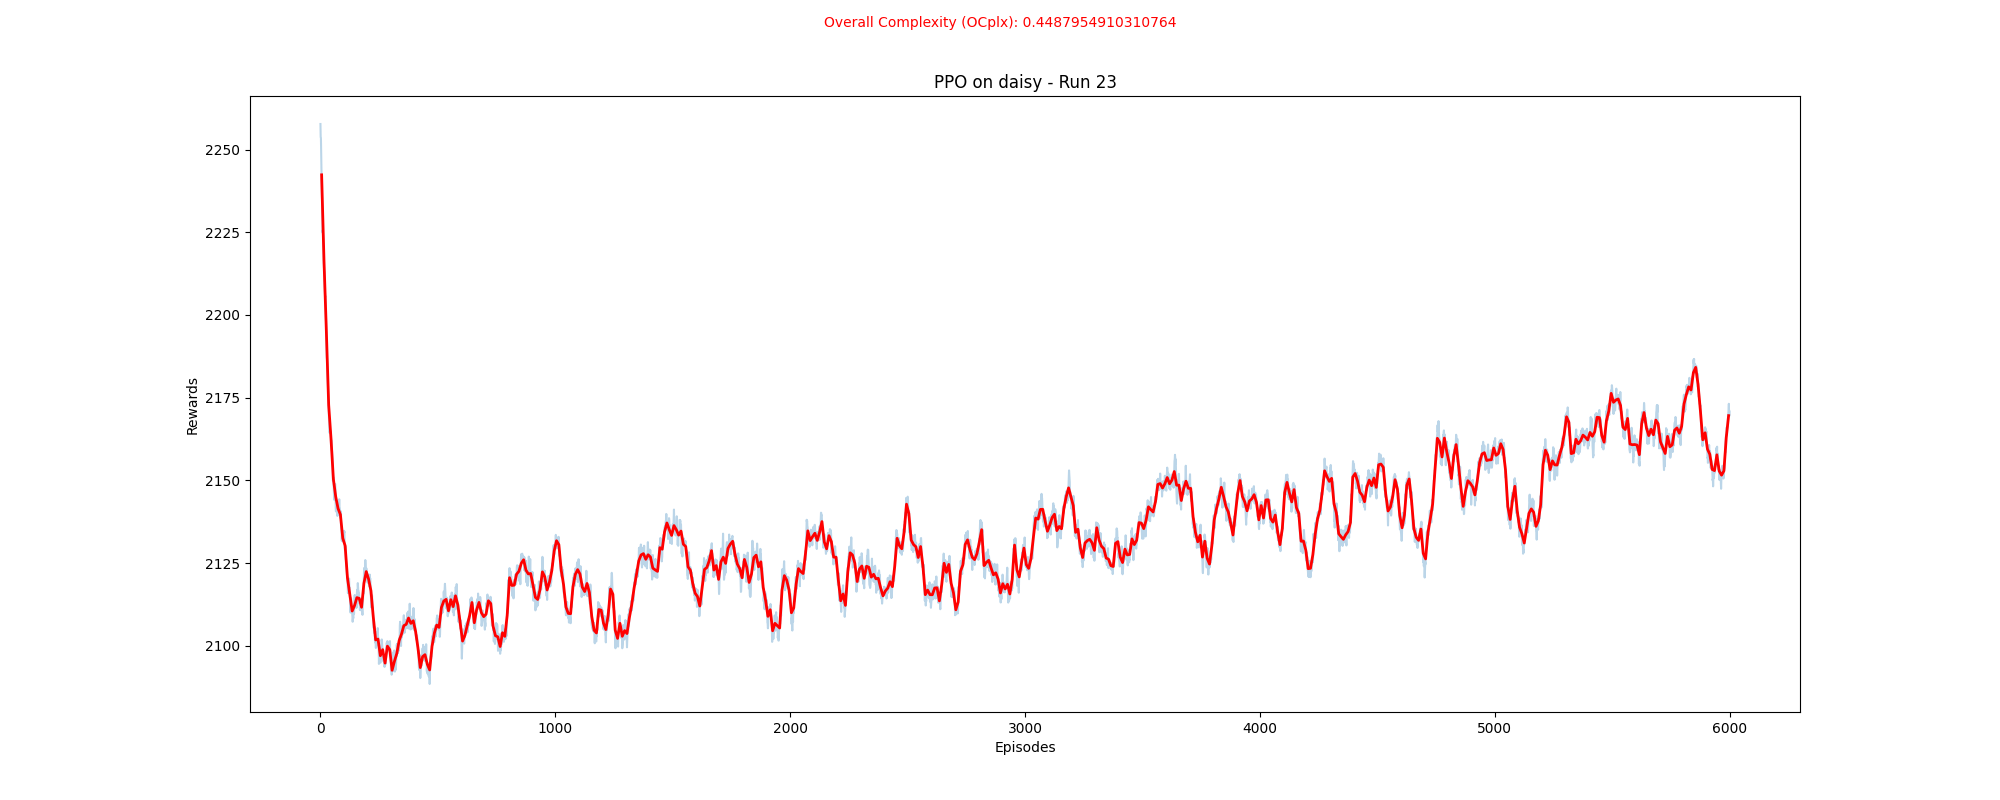 Overall Complexity (OCplx): 0.4487954910310764
PPO on daisy - Run 23
2250
2225
2200
2175
2150
2125
2100
Rewards
0 1000 2000 3000 4000 5000 6000
Episodes